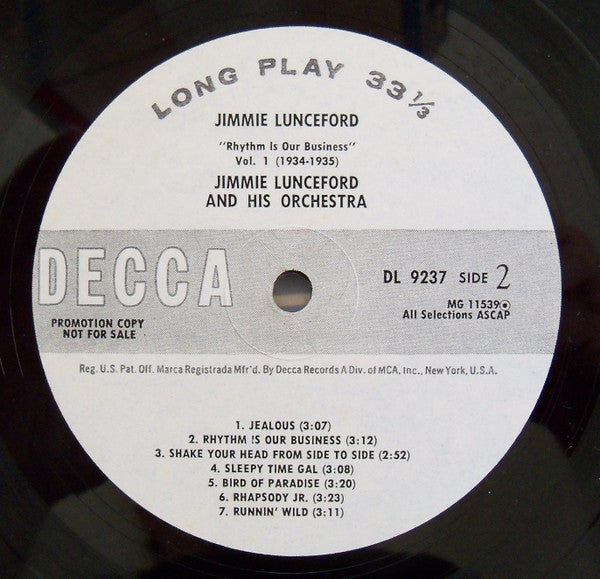 LONG PLAY 33 1/3
JIMMIE LUNCEFORD
"Rhythm Is Our Business"
Vol. 1 (1934-1935)
JIMMIE LUNCEFORD
AND HIS ORCHESTRA
DECCA
DL 9237 SIDE 2
MG 11539
All Selections ASCAP
PROMOTION COPY
NOT FOR SALE
Reg. U.S. Pat. Off. Marca Registrada Mfr'd. By Decca Records A Div. of MCA, Inc., New York, U.S.A.
1. JEALOUS (3:07)
2. RHYTHM IS OUR BUSINESS (3:12)
3. SHAKE YOUR HEAD FROM SIDE TO SIDE (2:52)
4. SLEEPY TIME GAL (3:08)
5. BIRD OF PARADISE (3:20)
6. RHAPSODY JR. (3:23)
7. RUNNIN' WILD (3:11)